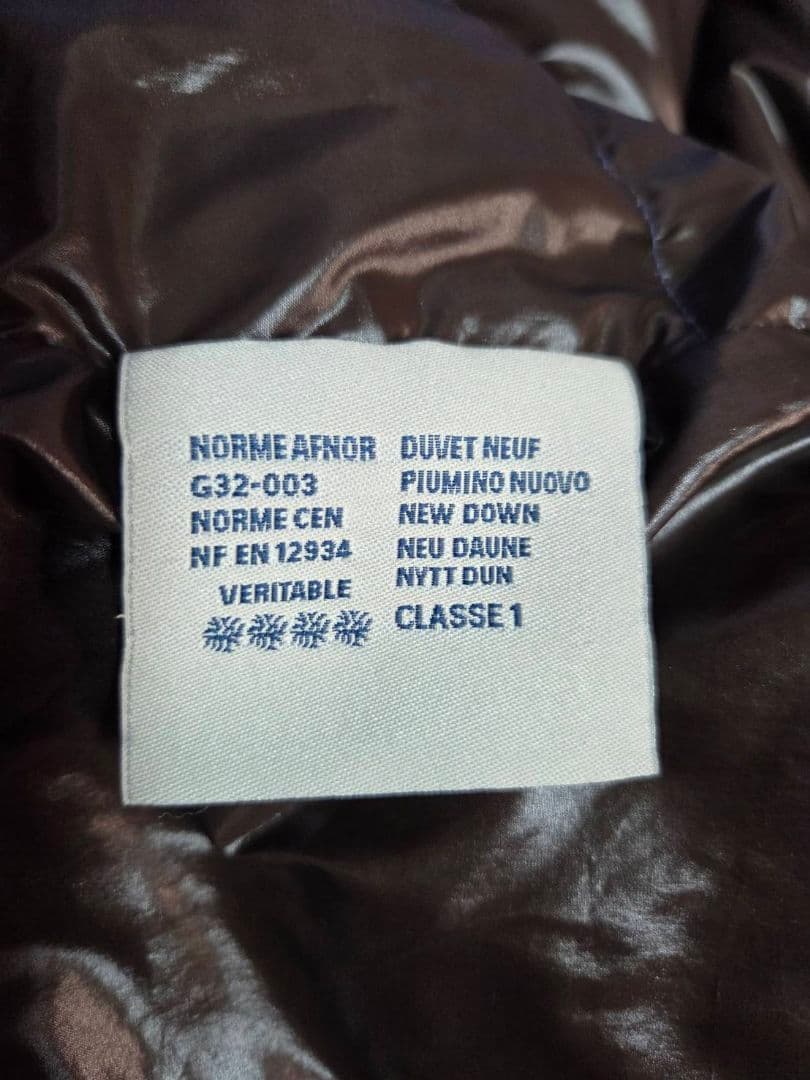 NORME AFNOR
G32-003
NORME CEN
NF EN 12934
VERITABLE
DUVET NEUF
PIUMINO NUOVO
NEW DOWN
NEU DAUNE
NYTT DUN
CLASSE 1